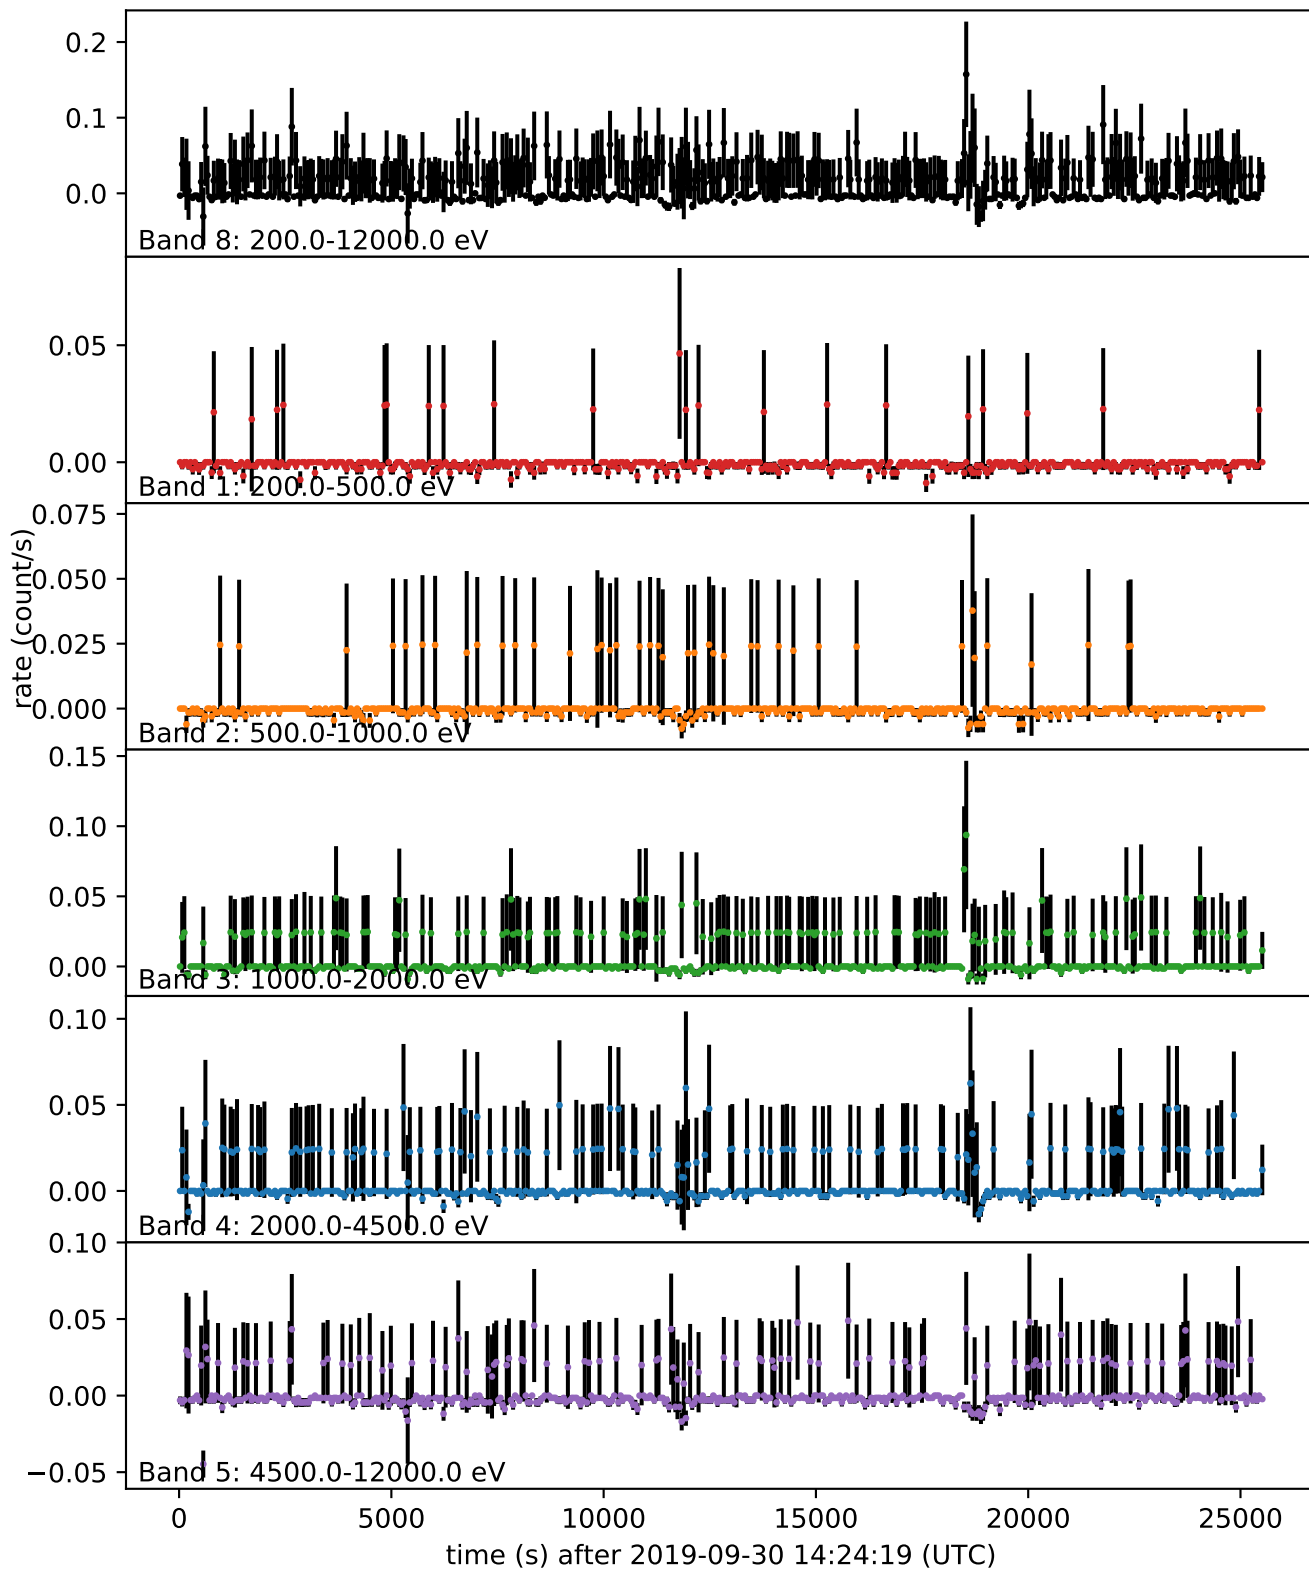 0.2
0.1
0.0
Band 8: 200.0-12000.0 eV
0.05
0.00
Band 1: 200.0-500.0 eV
0.075
0.050
0.025
0.000
Band 2: 500.0-1000.0 eV
rate (count/s)
0.15
0.10
0.05
0.00
Band 3: 1000.0-2000.0 eV
0.10
0.05
0.00
Band 4: 2000.0-4500.0 eV
0.10
0.05
0.00
−0.05
Band 5: 4500.0-12000.0 eV
0 5000 10000 15000 20000 25000
time (s) after 2019-09-30 14:24:19 (UTC)